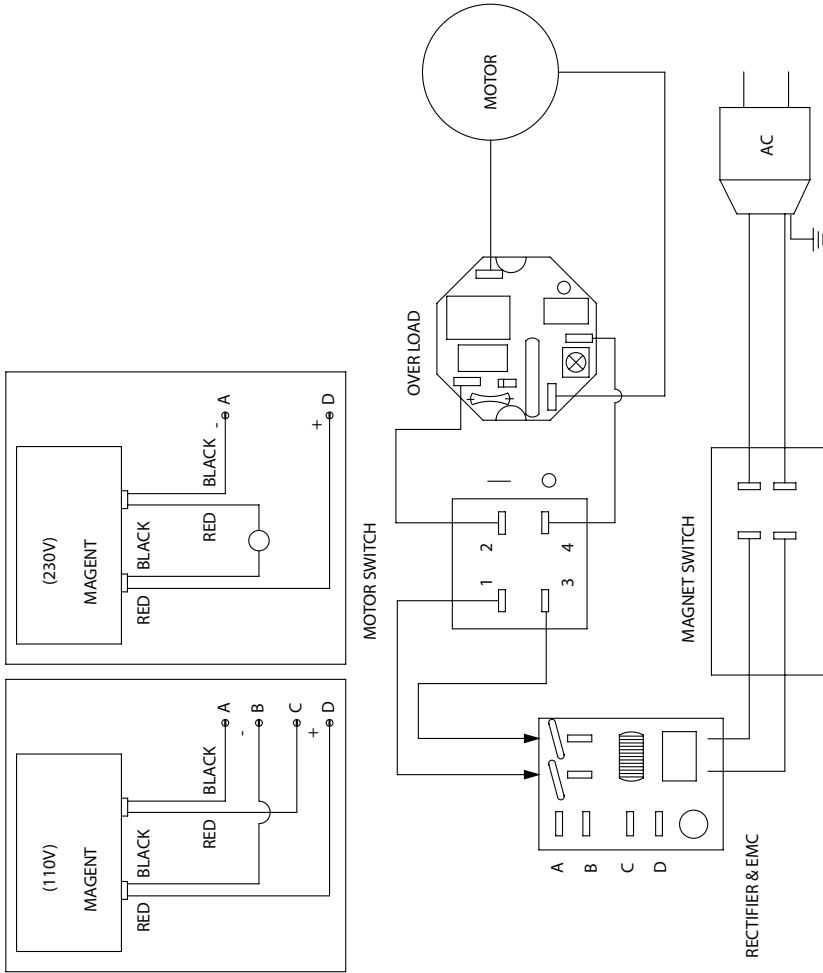 (110V)
MAGENT
RED
BLACK
RED
BLACK
A
-
B
C
+
D
(230V)
MAGENT
RED
BLACK
RED
BLACK
-
A
+
D
MOTOR SWITCH
1
2
3
4
OVER LOAD
MOTOR
A
B
C
D
RECTIFIER & EMC
MAGNET SWITCH
AC